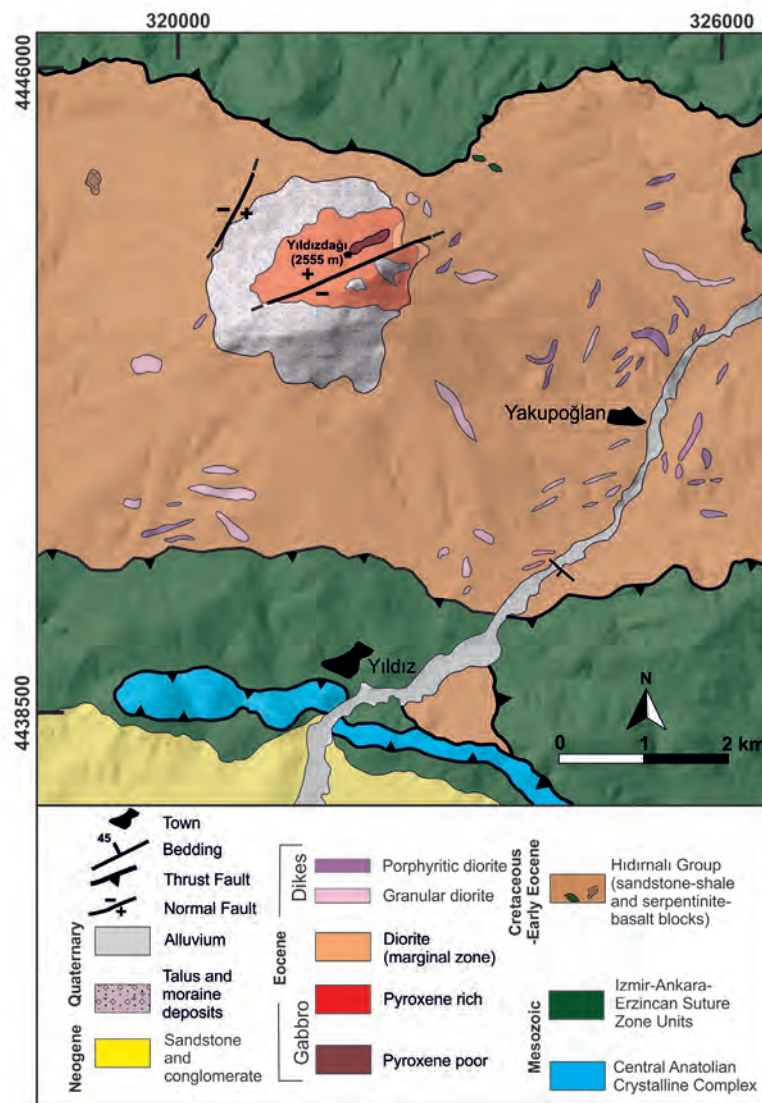 320000
326000
4446000
Yıldızdağı
(2555 m)
Yakupoğlan
Yıldız
N
4438500
0 1 2 km
Town
45
Bedding
Thrust Fault
Normal Fault
Quaternary
Alluvium
Talus and
moraine
deposits
Neogene
Sandstone
and
conglomerate
Eocene
Dikes
Porphyritic diorite
Granular diorite
Diorite
(marginal zone)
Gabbro
Pyroxene rich
Pyroxene poor
Cretaceous
-Early Eocene
Hıdırnalı Group
(sandstone-shale
and serpentinite-
basalt blocks)
Mesozoic
Izmir-Ankara-
Erzincan Suture
Zone Units
Central Anatolian
Crystalline Complex